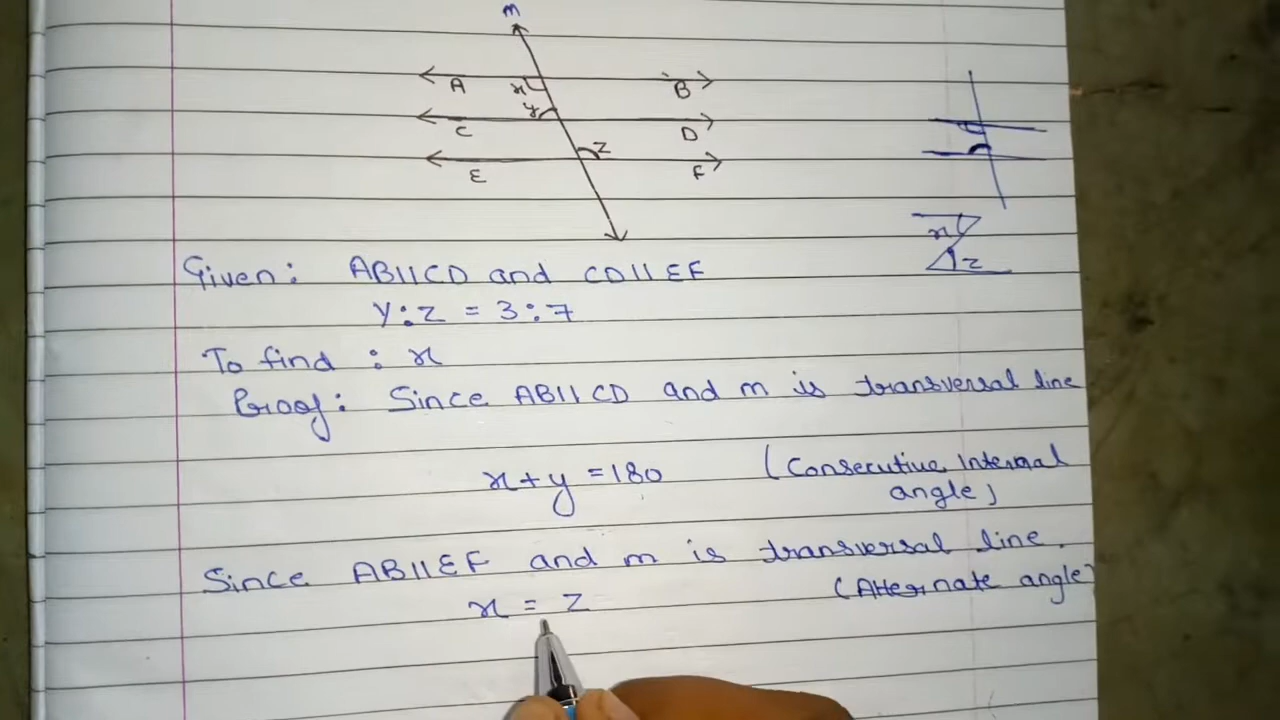 m
A x B
y
C D
z
E F
x
z
Given: AB||CD and CD||EF
Y:Z = 3:7
To find : x
Proof: Since AB||CD and m is transversal line
x+y=180 (Consecutive Internal
angle)
Since AB||EF and m is transversal line.
x = z (Alternate angle)